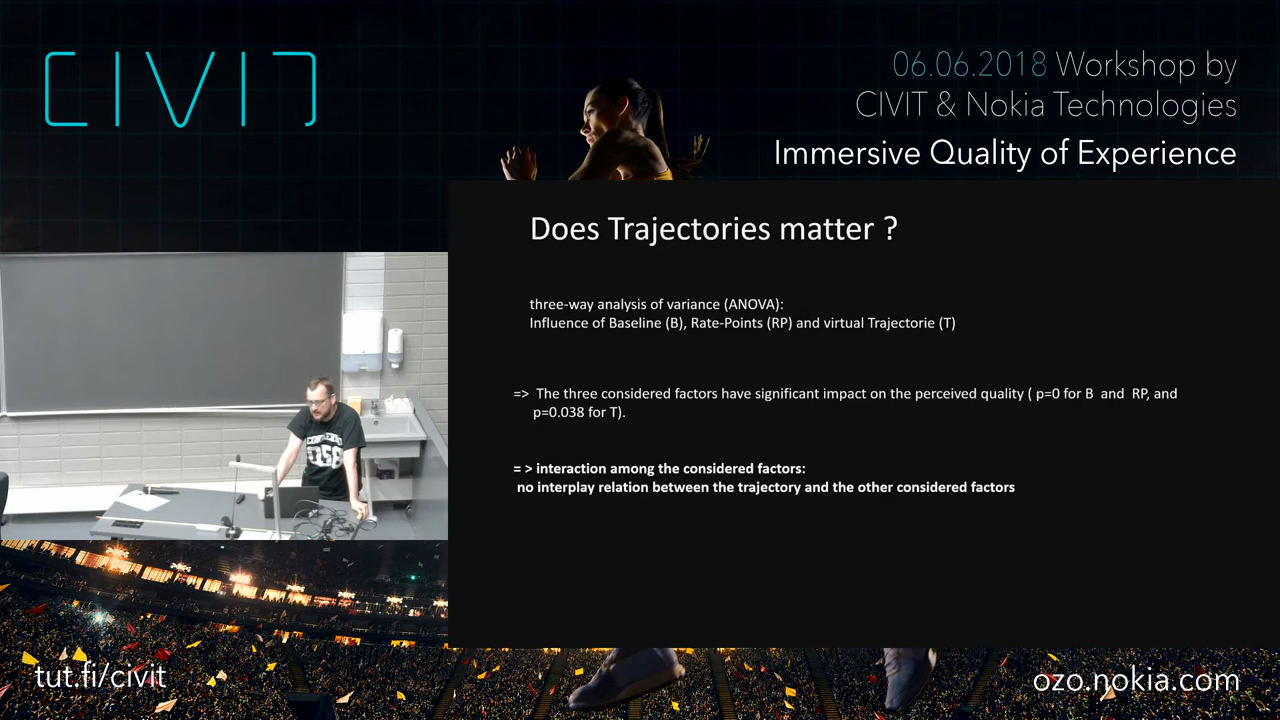 CIVIT
06.06.2018 Workshop by
CIVIT & Nokia Technologies
Immersive Quality of Experience
Does Trajectories matter ?
three-way analysis of variance (ANOVA):
Influence of Baseline (B), Rate-Points (RP) and virtual Trajectorie (T)
=> The three considered factors have significant impact on the perceived quality ( p=0 for B and RP, and
p=0.038 for T).
= > interaction among the considered factors:
no interplay relation between the trajectory and the other considered factors
tut.fi/civit
ozo.nokia.com